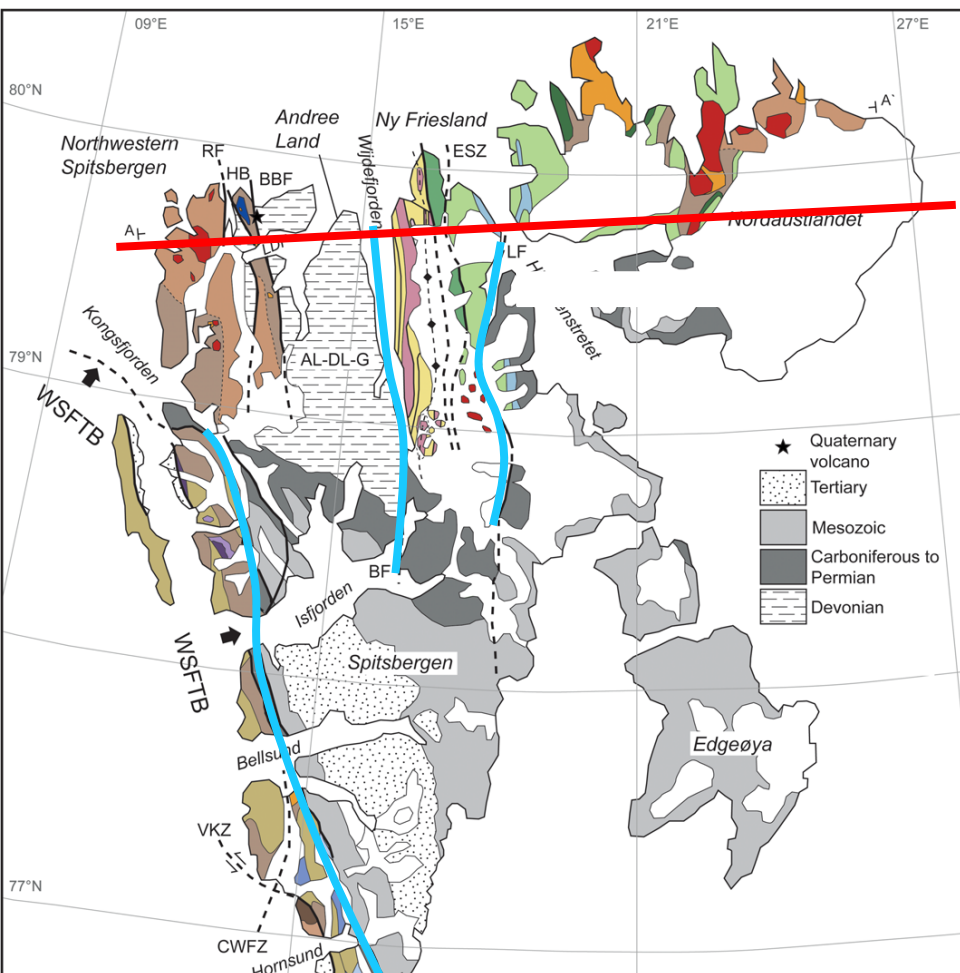 09°E
15°E
21°E
27°E
80°N
Andree
Land
Ny Friesland
A'
Northwestern
Spitsbergen
RF
HB
BBF
Wijdefjorden
ESZ
A
Nordaustlandet
LF
H
enstretet
Kongsfjorden
79°N
AL-DL-G
WSFTB
Quaternary
volcano
Tertiary
Mesozoic
Carboniferous to
Permian
Devonian
BF
Isfjorden
WSFTB
Spitsbergen
Edgeøya
Bellsund
VKZ
77°N
CWFZ
Hornsund